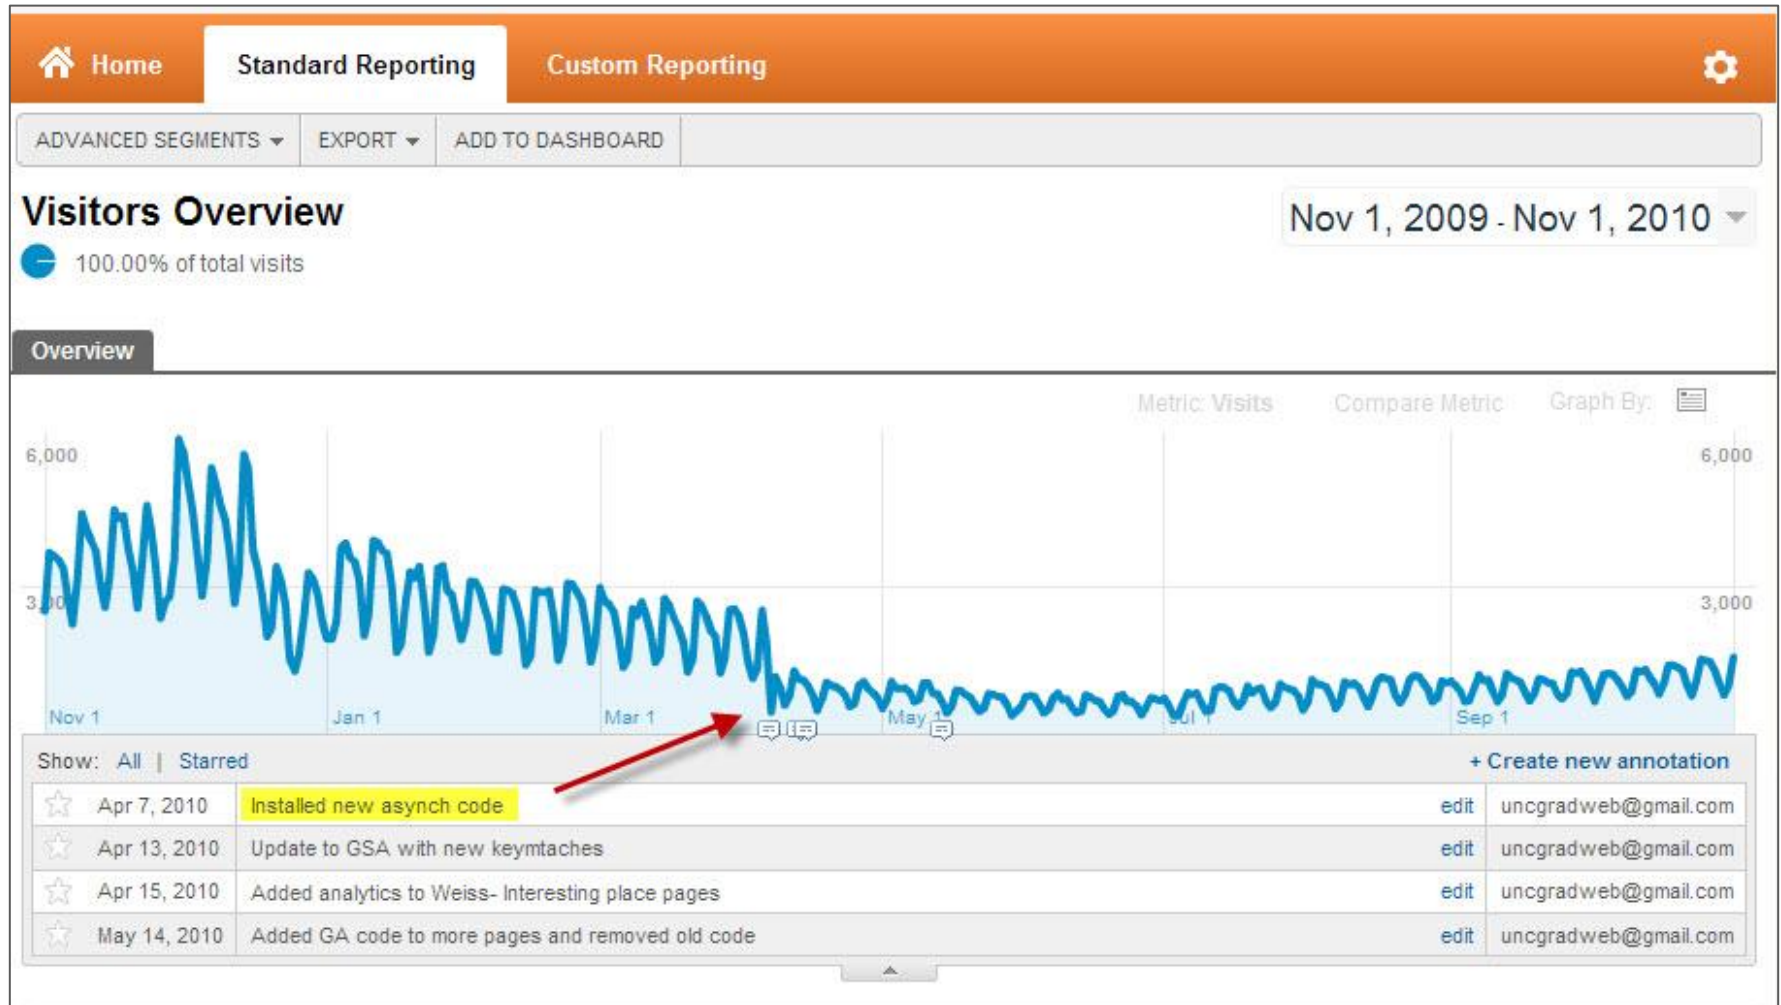 Home Standard Reporting Custom Reporting
ADVANCED SEGMENTS EXPORT ADD TO DASHBOARD
Visitors Overview
Nov 1, 2009 - Nov 1, 2010
100.00% of total visits
Overview
Metric: Visits Compare Metric Graph By:
6,000 6,000
3,000 3,000
Nov 1 Jan 1 Mar 1 May 1 Jul 1 Sep 1
Show: All | Starred + Create new annotation
Apr 7, 2010 Installed new asynch code edit uncgradweb@gmail.com
Apr 13, 2010 Update to GSA with new keymtaches edit uncgradweb@gmail.com
Apr 15, 2010 Added analytics to Weiss- Interesting place pages edit uncgradweb@gmail.com
May 14, 2010 Added GA code to more pages and removed old code edit uncgradweb@gmail.com